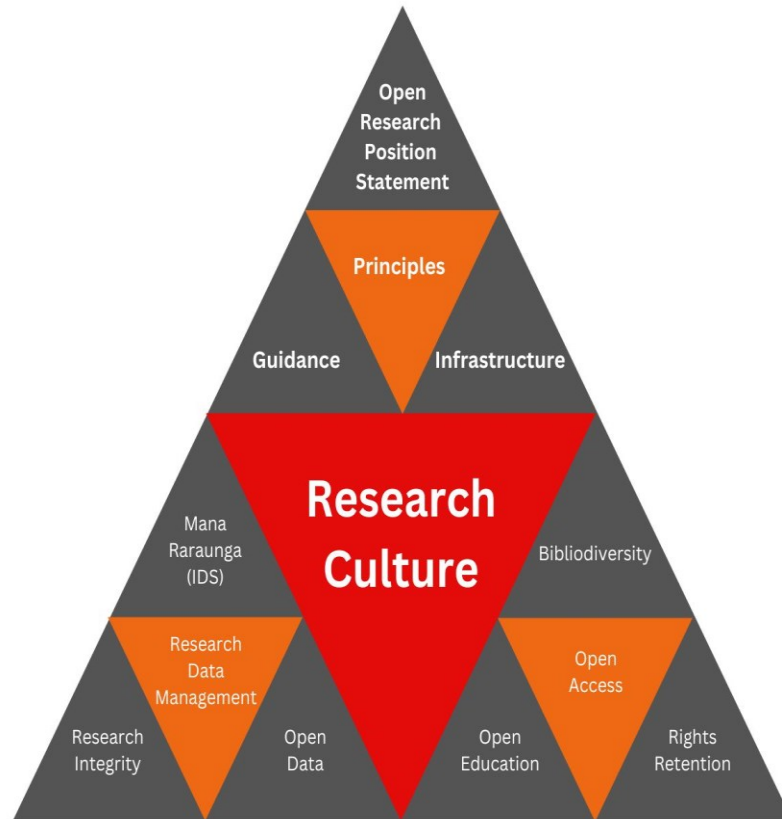 Open
Research
Position
Statement
Principles
Guidance
Infrastructure
Research
Culture
Mana
Raraunga
(IDS)
Bibliodiversity
Research
Data
Management
Open
Access
Research
Integrity
Open
Data
Open
Education
Rights
Retention